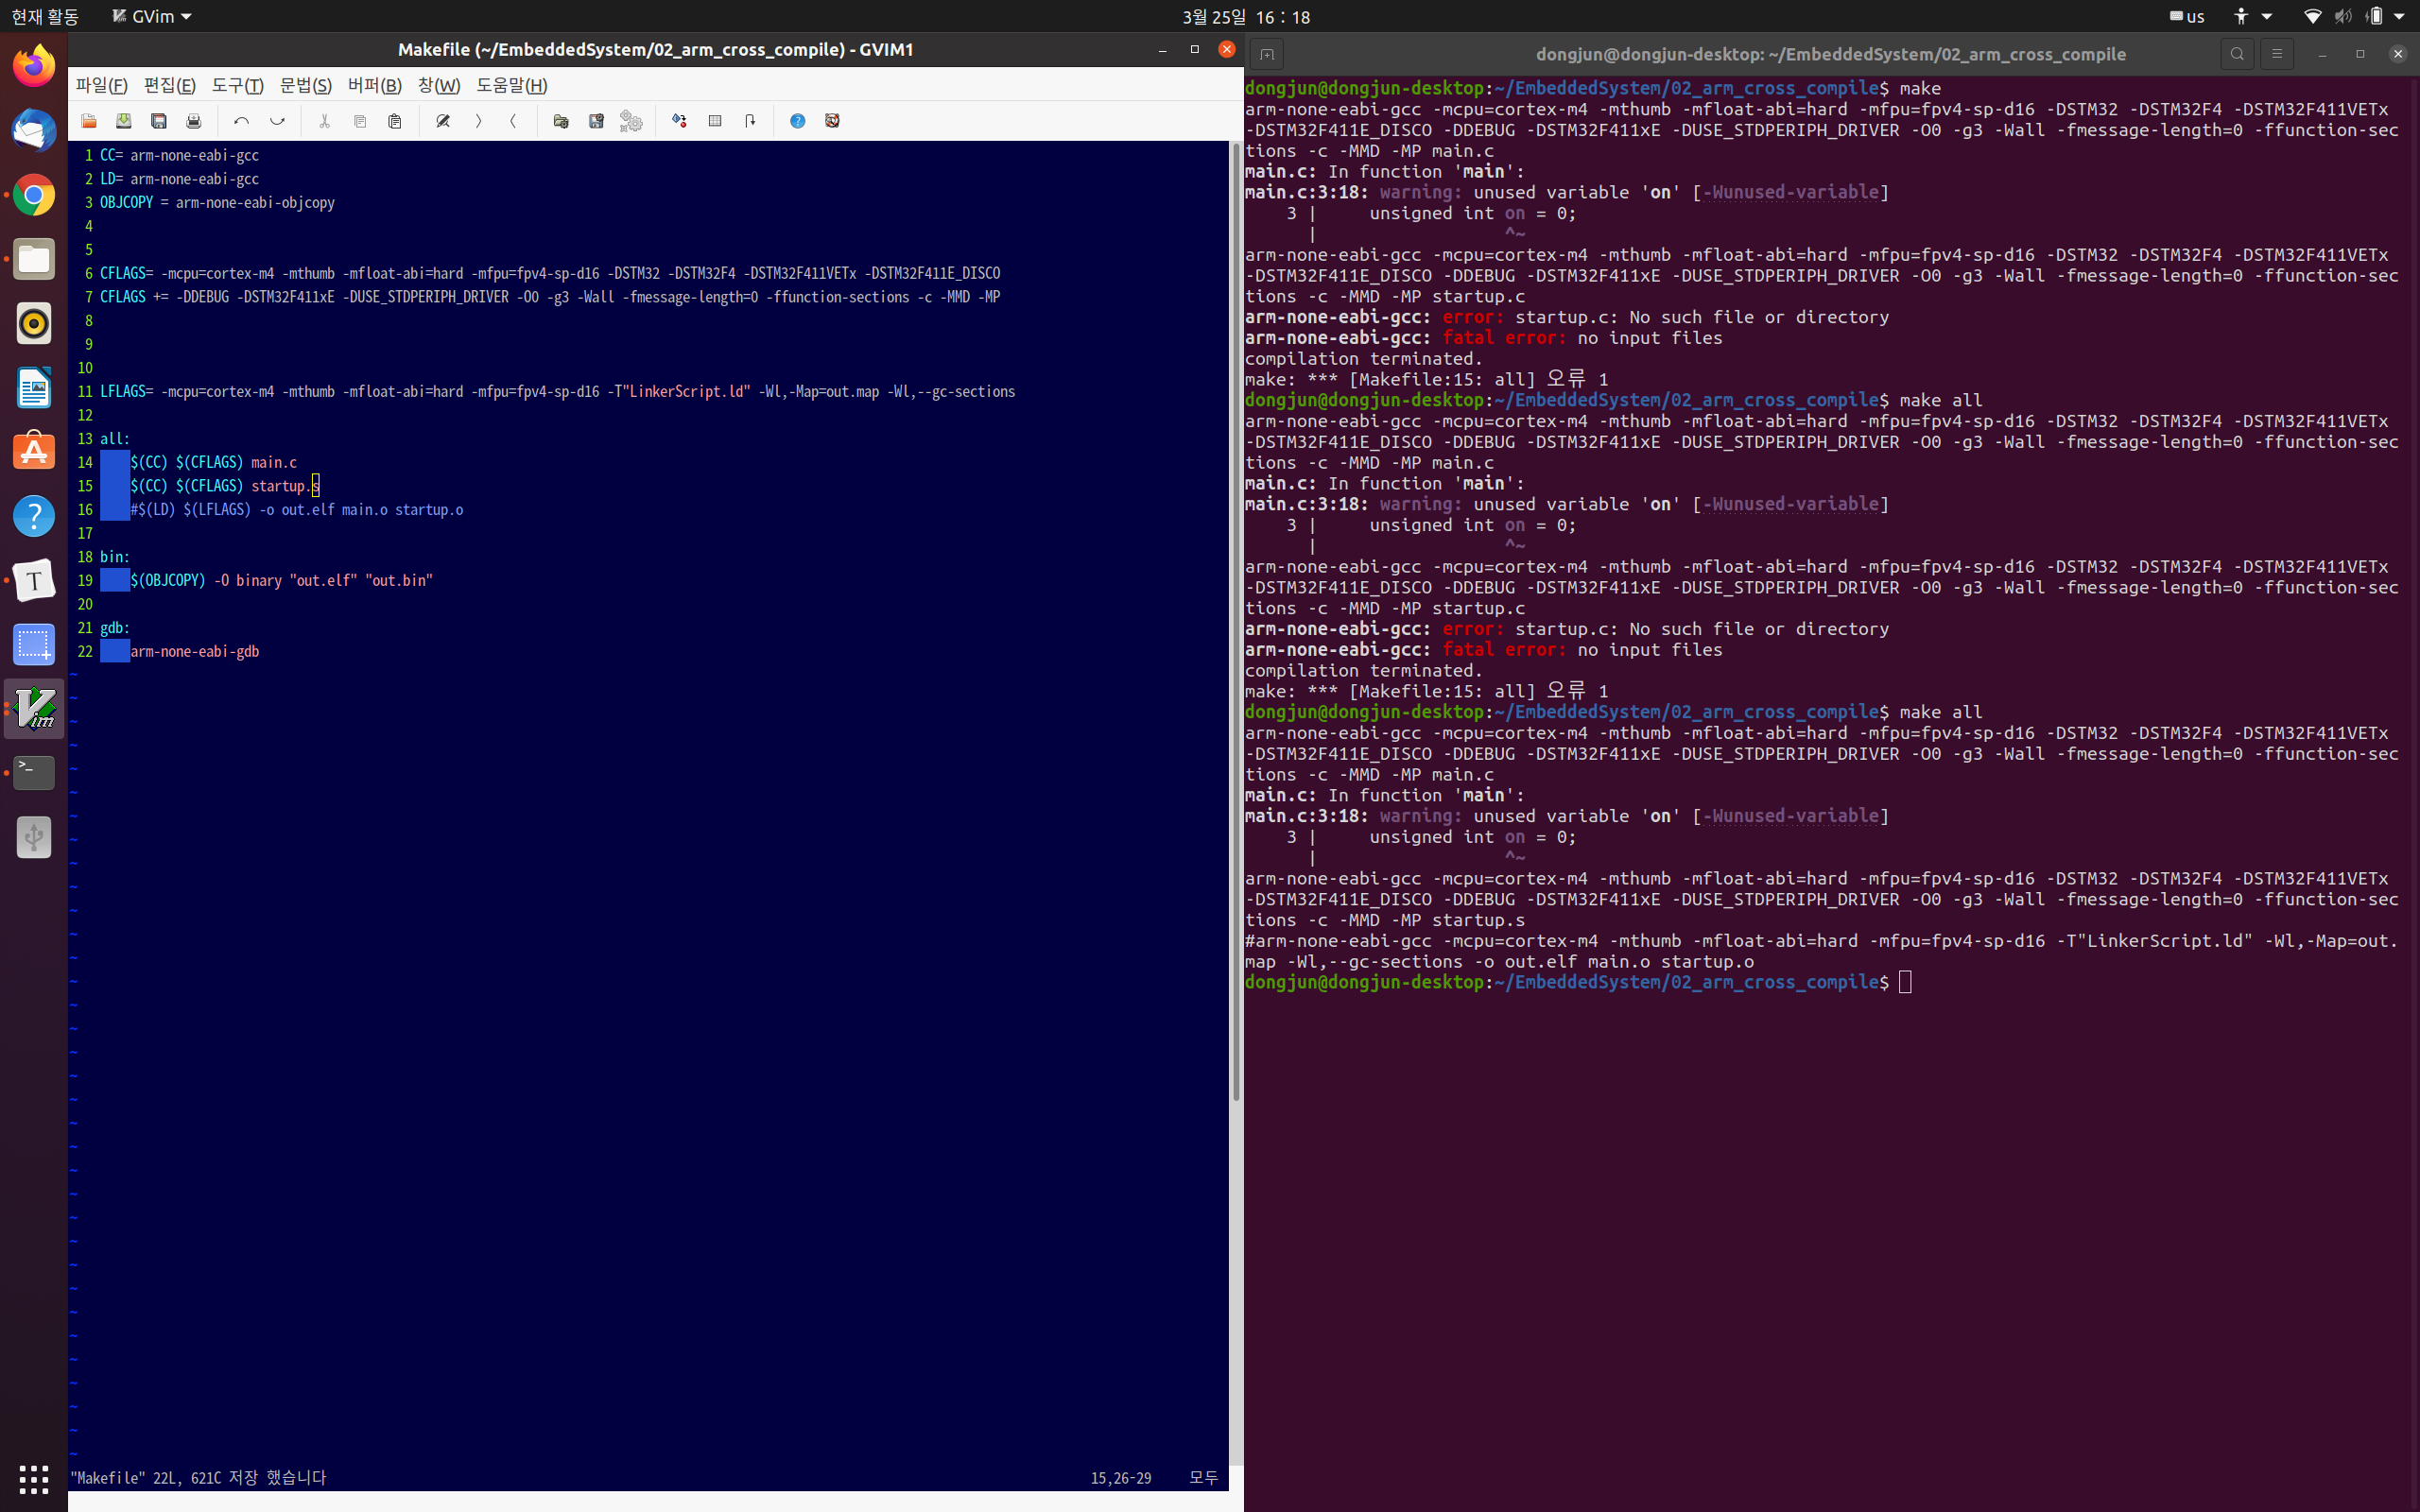 현재 활동
GVim
3월 25일 16 : 18
us
Makefile (~/EmbeddedSystem/02_arm_cross_compile) - GVIM1
파일(F) 편집(E) 도구(T) 문법(S) 버퍼(B) 창(W) 도움말(H)
1 CC= arm-none-eabi-gcc
2 LD= arm-none-eabi-gcc
3 OBJCOPY = arm-none-eabi-objcopy
4
5
6 CFLAGS= -mcpu=cortex-m4 -mthumb -mfloat-abi=hard -mfpu=fpv4-sp-d16 -DSTM32 -DSTM32F4 -DSTM32F411VETx -DSTM32F411E_DISCO
7 CFLAGS += -DDEBUG -DSTM32F411xE -DUSE_STDPERIPH_DRIVER -O0 -g3 -Wall -fmessage-length=0 -ffunction-sections -c -MMD -MP
8
9
10
11 LFLAGS= -mcpu=cortex-m4 -mthumb -mfloat-abi=hard -mfpu=fpv4-sp-d16 -T"LinkerScript.ld" -Wl,-Map=out.map -Wl,--gc-sections
12
13 all:
14 $(CC) $(CFLAGS) main.c
15 $(CC) $(CFLAGS) startup.s
16 #$(LD) $(LFLAGS) -o out.elf main.o startup.o
17
18 bin:
19 $(OBJCOPY) -O binary "out.elf" "out.bin"
20
21 gdb:
22 arm-none-eabi-gdb
"Makefile" 22L, 621C 저장 했습니다 15,26-29 모두
dongjun@dongjun-desktop: ~/EmbeddedSystem/02_arm_cross_compile
dongjun@dongjun-desktop:~/EmbeddedSystem/02_arm_cross_compile$ make
arm-none-eabi-gcc -mcpu=cortex-m4 -mthumb -mfloat-abi=hard -mfpu=fpv4-sp-d16 -DSTM32 -DSTM32F4 -DSTM32F411VETx
-DSTM32F411E_DISCO -DDEBUG -DSTM32F411xE -DUSE_STDPERIPH_DRIVER -O0 -g3 -Wall -fmessage-length=0 -ffunction-sec
tions -c -MMD -MP main.c
main.c: In function 'main':
main.c:3:18: warning: unused variable 'on' [-Wunused-variable]
3 | unsigned int on = 0;
| ^~
arm-none-eabi-gcc -mcpu=cortex-m4 -mthumb -mfloat-abi=hard -mfpu=fpv4-sp-d16 -DSTM32 -DSTM32F4 -DSTM32F411VETx
-DSTM32F411E_DISCO -DDEBUG -DSTM32F411xE -DUSE_STDPERIPH_DRIVER -O0 -g3 -Wall -fmessage-length=0 -ffunction-sec
tions -c -MMD -MP startup.c
arm-none-eabi-gcc: error: startup.c: No such file or directory
arm-none-eabi-gcc: fatal error: no input files
compilation terminated.
make: *** [Makefile:15: all] 오류 1
dongjun@dongjun-desktop:~/EmbeddedSystem/02_arm_cross_compile$ make all
arm-none-eabi-gcc -mcpu=cortex-m4 -mthumb -mfloat-abi=hard -mfpu=fpv4-sp-d16 -DSTM32 -DSTM32F4 -DSTM32F411VETx
-DSTM32F411E_DISCO -DDEBUG -DSTM32F411xE -DUSE_STDPERIPH_DRIVER -O0 -g3 -Wall -fmessage-length=0 -ffunction-sec
tions -c -MMD -MP main.c
main.c: In function 'main':
main.c:3:18: warning: unused variable 'on' [-Wunused-variable]
3 | unsigned int on = 0;
| ^~
arm-none-eabi-gcc -mcpu=cortex-m4 -mthumb -mfloat-abi=hard -mfpu=fpv4-sp-d16 -DSTM32 -DSTM32F4 -DSTM32F411VETx
-DSTM32F411E_DISCO -DDEBUG -DSTM32F411xE -DUSE_STDPERIPH_DRIVER -O0 -g3 -Wall -fmessage-length=0 -ffunction-sec
tions -c -MMD -MP startup.c
arm-none-eabi-gcc: error: startup.c: No such file or directory
arm-none-eabi-gcc: fatal error: no input files
compilation terminated.
make: *** [Makefile:15: all] 오류 1
dongjun@dongjun-desktop:~/EmbeddedSystem/02_arm_cross_compile$ make all
arm-none-eabi-gcc -mcpu=cortex-m4 -mthumb -mfloat-abi=hard -mfpu=fpv4-sp-d16 -DSTM32 -DSTM32F4 -DSTM32F411VETx
-DSTM32F411E_DISCO -DDEBUG -DSTM32F411xE -DUSE_STDPERIPH_DRIVER -O0 -g3 -Wall -fmessage-length=0 -ffunction-sec
tions -c -MMD -MP main.c
main.c: In function 'main':
main.c:3:18: warning: unused variable 'on' [-Wunused-variable]
3 | unsigned int on = 0;
| ^~
arm-none-eabi-gcc -mcpu=cortex-m4 -mthumb -mfloat-abi=hard -mfpu=fpv4-sp-d16 -DSTM32 -DSTM32F4 -DSTM32F411VETx
-DSTM32F411E_DISCO -DDEBUG -DSTM32F411xE -DUSE_STDPERIPH_DRIVER -O0 -g3 -Wall -fmessage-length=0 -ffunction-sec
tions -c -MMD -MP startup.s
#arm-none-eabi-gcc -mcpu=cortex-m4 -mthumb -mfloat-abi=hard -mfpu=fpv4-sp-d16 -T"LinkerScript.ld" -Wl,-Map=out.
map -Wl,--gc-sections -o out.elf main.o startup.o
dongjun@dongjun-desktop:~/EmbeddedSystem/02_arm_cross_compile$